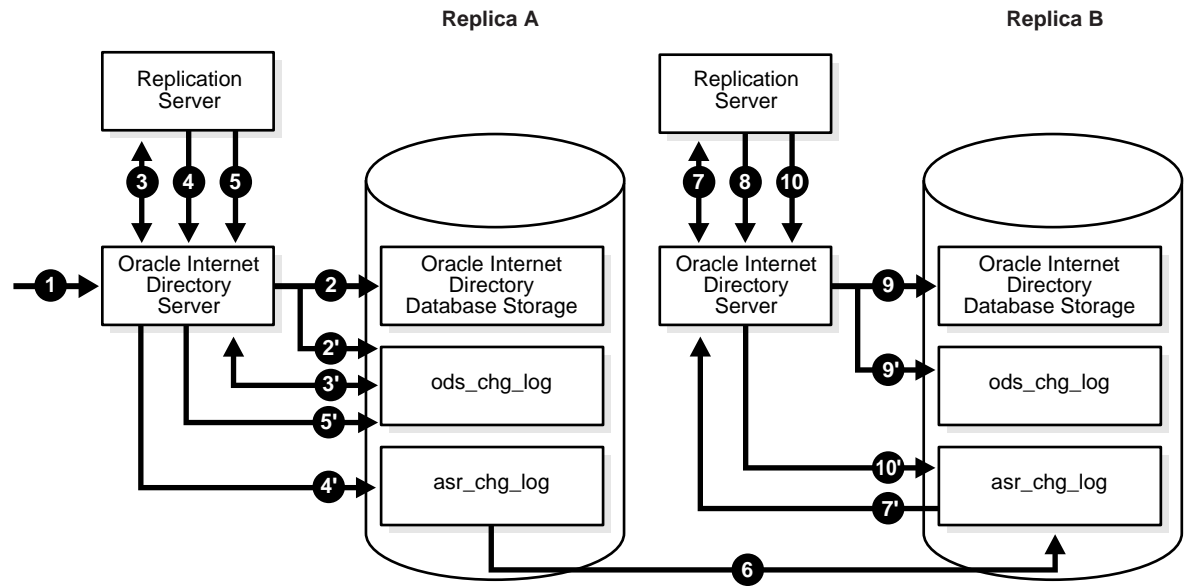 Replica A
Replica B
Replication
Server
Replication
Server
3
4
5
7
8
10
1
Oracle Internet
Directory
Server
2
Oracle Internet
Directory
Database Storage
Oracle Internet
Directory
Server
9
Oracle Internet
Directory
Database Storage
2'
3'
ods_chg_log
9'
ods_chg_log
5'
4'
asr_chg_log
10'
7'
asr_chg_log
6